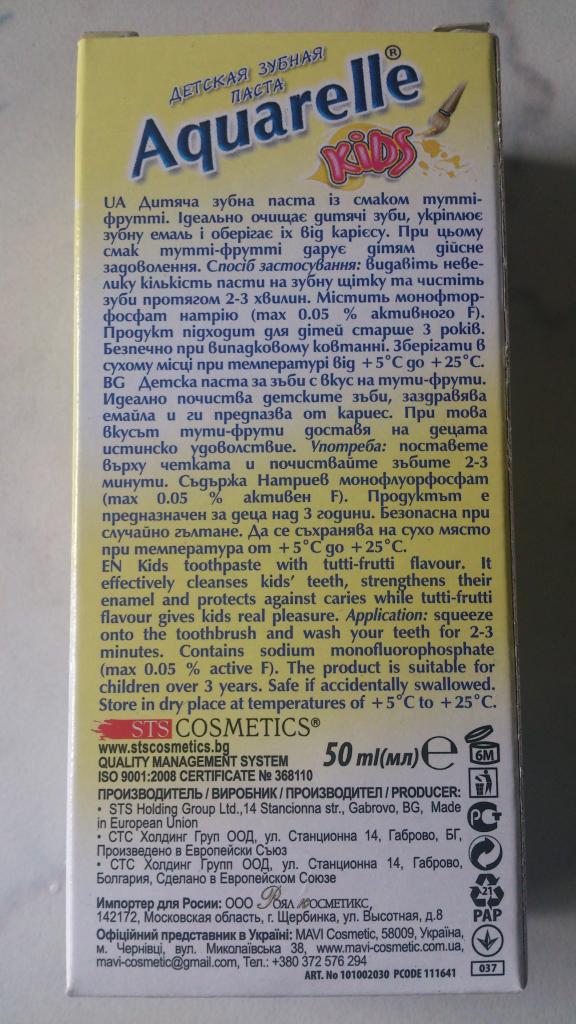 ДЕТСКАЯ ЗУБНАЯ
ПАСТА
Aquarelle®
KIDS
UA Дитяча зубна паста із смаком тутті-
фрутті. Ідеально очищає дитячі зуби, укріплює
зубну емаль і оберігає їх від карієсу. При цьому
смак тутті-фрутті дарує дітям дійсне
задоволення. Спосіб застосування: видавіть неве-
лику кількість пасти на зубну щітку та чистіть
зуби протягом 2-3 хвилин. Містить монофтор-
фосфат натрію (max 0.05 % активного F).
Продукт підходит для дітей старше 3 років.
Безпечно при випадковому ковтанні. Зберігати в
сухому місці при температурі від +5°C до +25°C.
BG Детска паста за зъби с вкус на тути-фрути.
Идеално почиства детските зъби, заздравява
емайла и ги предпазва от кариес. При това
вкусът тути-фрути доставя на децата
истинско удоволствие. Употреба: поставете
върху четката и почиствайте зъбите 2-3
минути. Съдържа Натриев монофлуорфосфат
(max 0.05 % активен F). Продуктът е
предназначен за деца над 3 години. Безопасна при
случайно гълтане. Да се съхранява на сухо място
при температура от +5°C до +25°C.
EN Kids toothpaste with tutti-frutti flavour. It
effectively cleanses kids' teeth, strengthens their
enamel and protects against caries while tutti-frutti
flavour gives kids real pleasure. Application: squeeze
onto the toothbrush and wash your teeth for 2-3
minutes. Contains sodium monofluorophosphate
(max 0.05 % active F). The product is suitable for
children over 3 years. Safe if accidentally swallowed.
Store in dry place at temperatures of +5°C to +25°C.
STS COSMETICS®
www.stscosmetics.bg
QUALITY MANAGEMENT SYSTEM
ISO 9001:2008 CERTIFICATE № 368110
50 ml(мл) ℮
6M
ПРОИЗВОДИТЕЛЬ / ВИРОБНИК / ПРОИЗВОДИТЕЛ / PRODUCER:
• STS Holding Group Ltd.,14 Stancionna str., Gabrovo, BG, Made
in European Union
• СТС Холдинг Груп ООД, ул. Станционна 14, Габрово, БГ,
Произведено в Европейски Съюз
• СТС Холдинг Групп ООД, ул. Станционна 14, Габрово,
Болгария, Сделано в Европейском Союзе
Импортер для Росии: ООО Вял косметикс,
142172, Московская область, г. Щербинка, ул. Высотная, д.8
Офіційний представник в Україні: MAVI Cosmetic, 58009, Україна,
м. Чернівці, вул. Миколаївська 38, www.mavi-cosmetic.com.ua,
mavi-cosmetic@gmail.com, Тел.: +380 372 576 294
ART. No 101002030 PCODE 111641
PCT
21
PAP
037